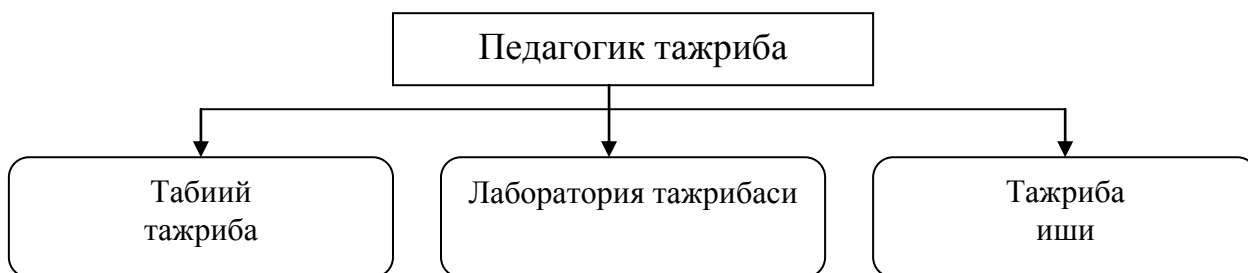 Педагогик тажриба
Табиий
тажриба
Лаборатория тажрибаси
Тажриба
иши